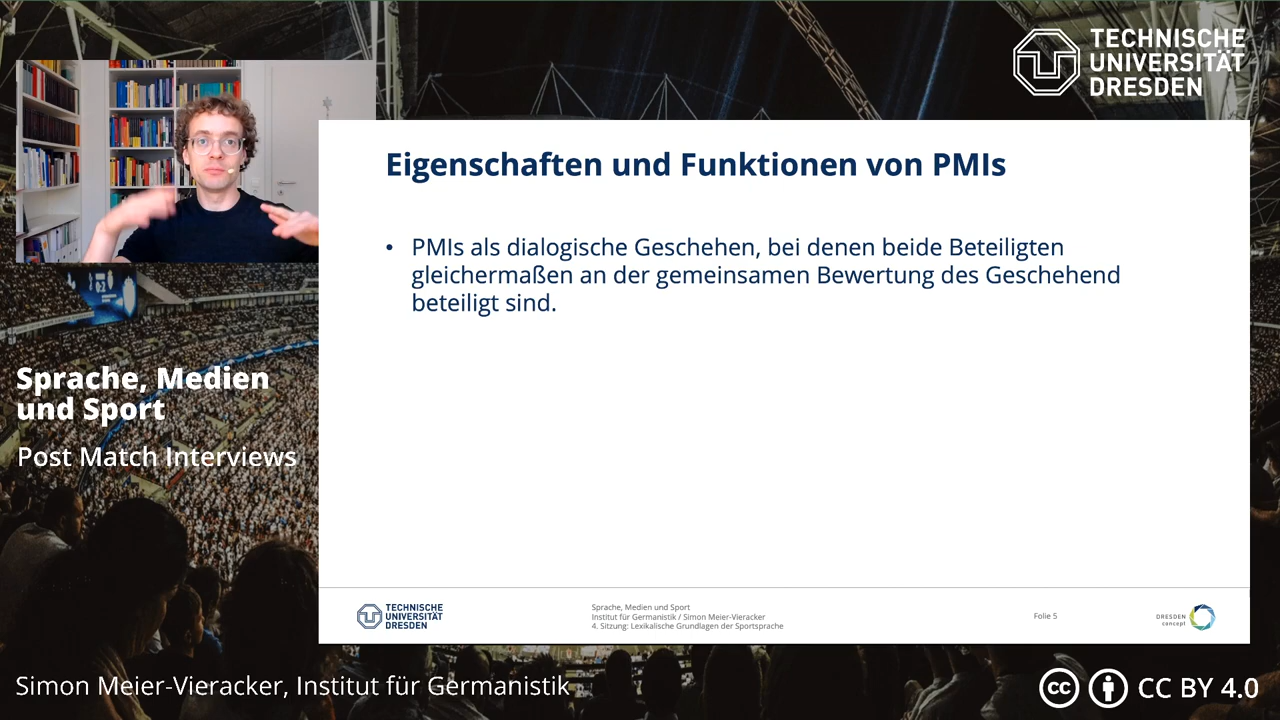 TECHNISCHE
UNIVERSITÄT
DRESDEN
Eigenschaften und Funktionen von PMIs
• PMIs als dialogische Geschehen, bei denen beide Beteiligten
gleichermaßen an der gemeinsamen Bewertung des Geschehend
beteiligt sind.
Sprache, Medien
und Sport
Post Match Interviews
TECHNISCHE
UNIVERSITÄT
DRESDEN
Sprache, Medien und Sport
Institut für Germanistik / Simon Meier-Vieracker
4. Sitzung: Lexikalische Grundlagen der Sportsprache
Folie 5
DRESDEN
concept
Simon Meier-Vieracker, Institut für Germanistik
cc CC BY 4.0